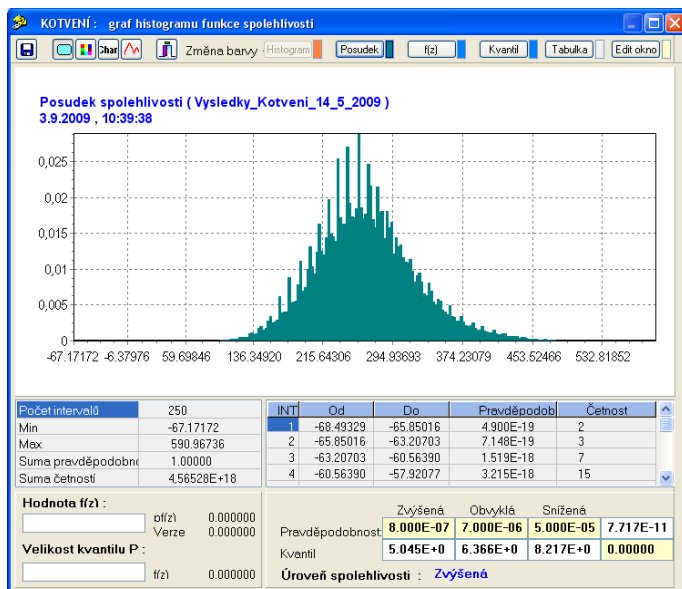 KOTVENÍ : graf histogramu funkce spolehlivosti
Char Změna barvy Histogram Posudek f(z) Kvantil Tabulka Edit okno
Posudek spolehlivosti ( Vysledky_Kotveni_14_5_2009 )
3.9.2009 , 10:39:38
0,025
0,02
0,015
0,01
0,005
0
-67.17172 -6.37976 59.69846 136.34920 215.64306 294.93693 374.23079 453.52466 532.81852
Počet intervalů 250
Min -67.17172
Max 590.96736
Suma pravděpodobno 1.00000
Suma četností 4,56528E+18
INT Od Do Pravděpodob Četnost
1 -68.49329 -65.85016 4.900E-19 2
2 -65.85016 -63.20703 7.148E-19 3
3 -63.20703 -60.56390 1.519E-18 7
4 -60.56390 -57.92077 3.215E-18 15
Hodnota f(z) :
pf(z) 0.000000
Verze 0.000000
Velikost kvantilu P :
f(z) 0.000000
Zvýšená Obvyklá Snížená
Pravděpodobnost 8.000E-07 7.000E-06 5.000E-05 7.717E-11
Kvantil 5.045E+0 6.366E+0 8.217E+0 0.00000
Úroveň spolehlivosti : Zvýšená